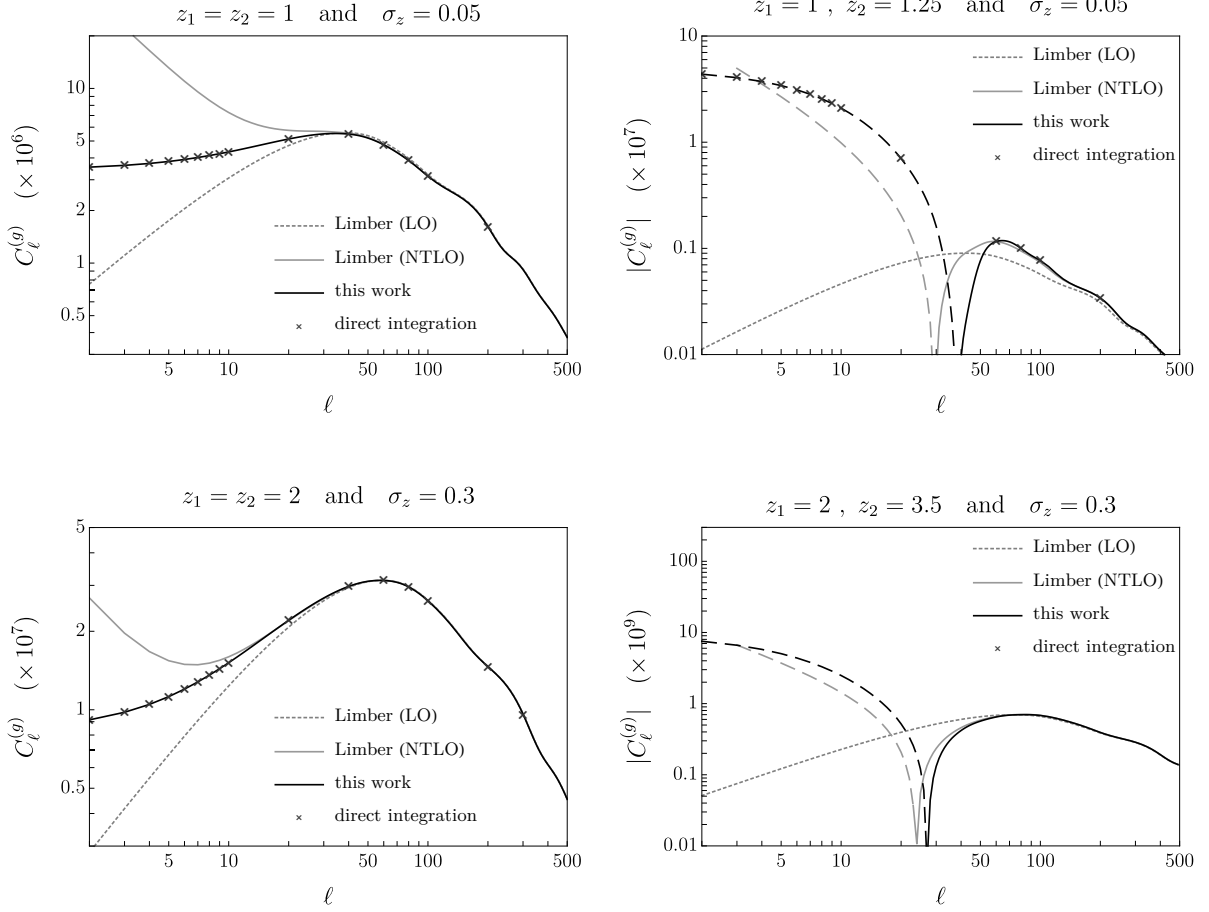 z₁ = z₂ = 1 and σ_z = 0.05
C_ℓ^(g) (× 10⁶)
10
5
2
1
0.5
Limber (LO)
Limber (NTLO)
this work
direct integration
5 10 50 100 500
ℓ
z₁ = 1 , z₂ = 1.25 and σ_z = 0.05
|C_ℓ^(g)| (× 10⁷)
10
1
0.1
0.01
Limber (LO)
Limber (NTLO)
this work
direct integration
5 10 50 100 500
ℓ
z₁ = z₂ = 2 and σ_z = 0.3
C_ℓ^(g) (× 10⁷)
5
2
1
0.5
Limber (LO)
Limber (NTLO)
this work
direct integration
5 10 50 100 500
ℓ
z₁ = 2 , z₂ = 3.5 and σ_z = 0.3
|C_ℓ^(g)| (× 10⁹)
100
10
1
0.1
0.01
Limber (LO)
Limber (NTLO)
this work
direct integration
5 10 50 100 500
ℓ